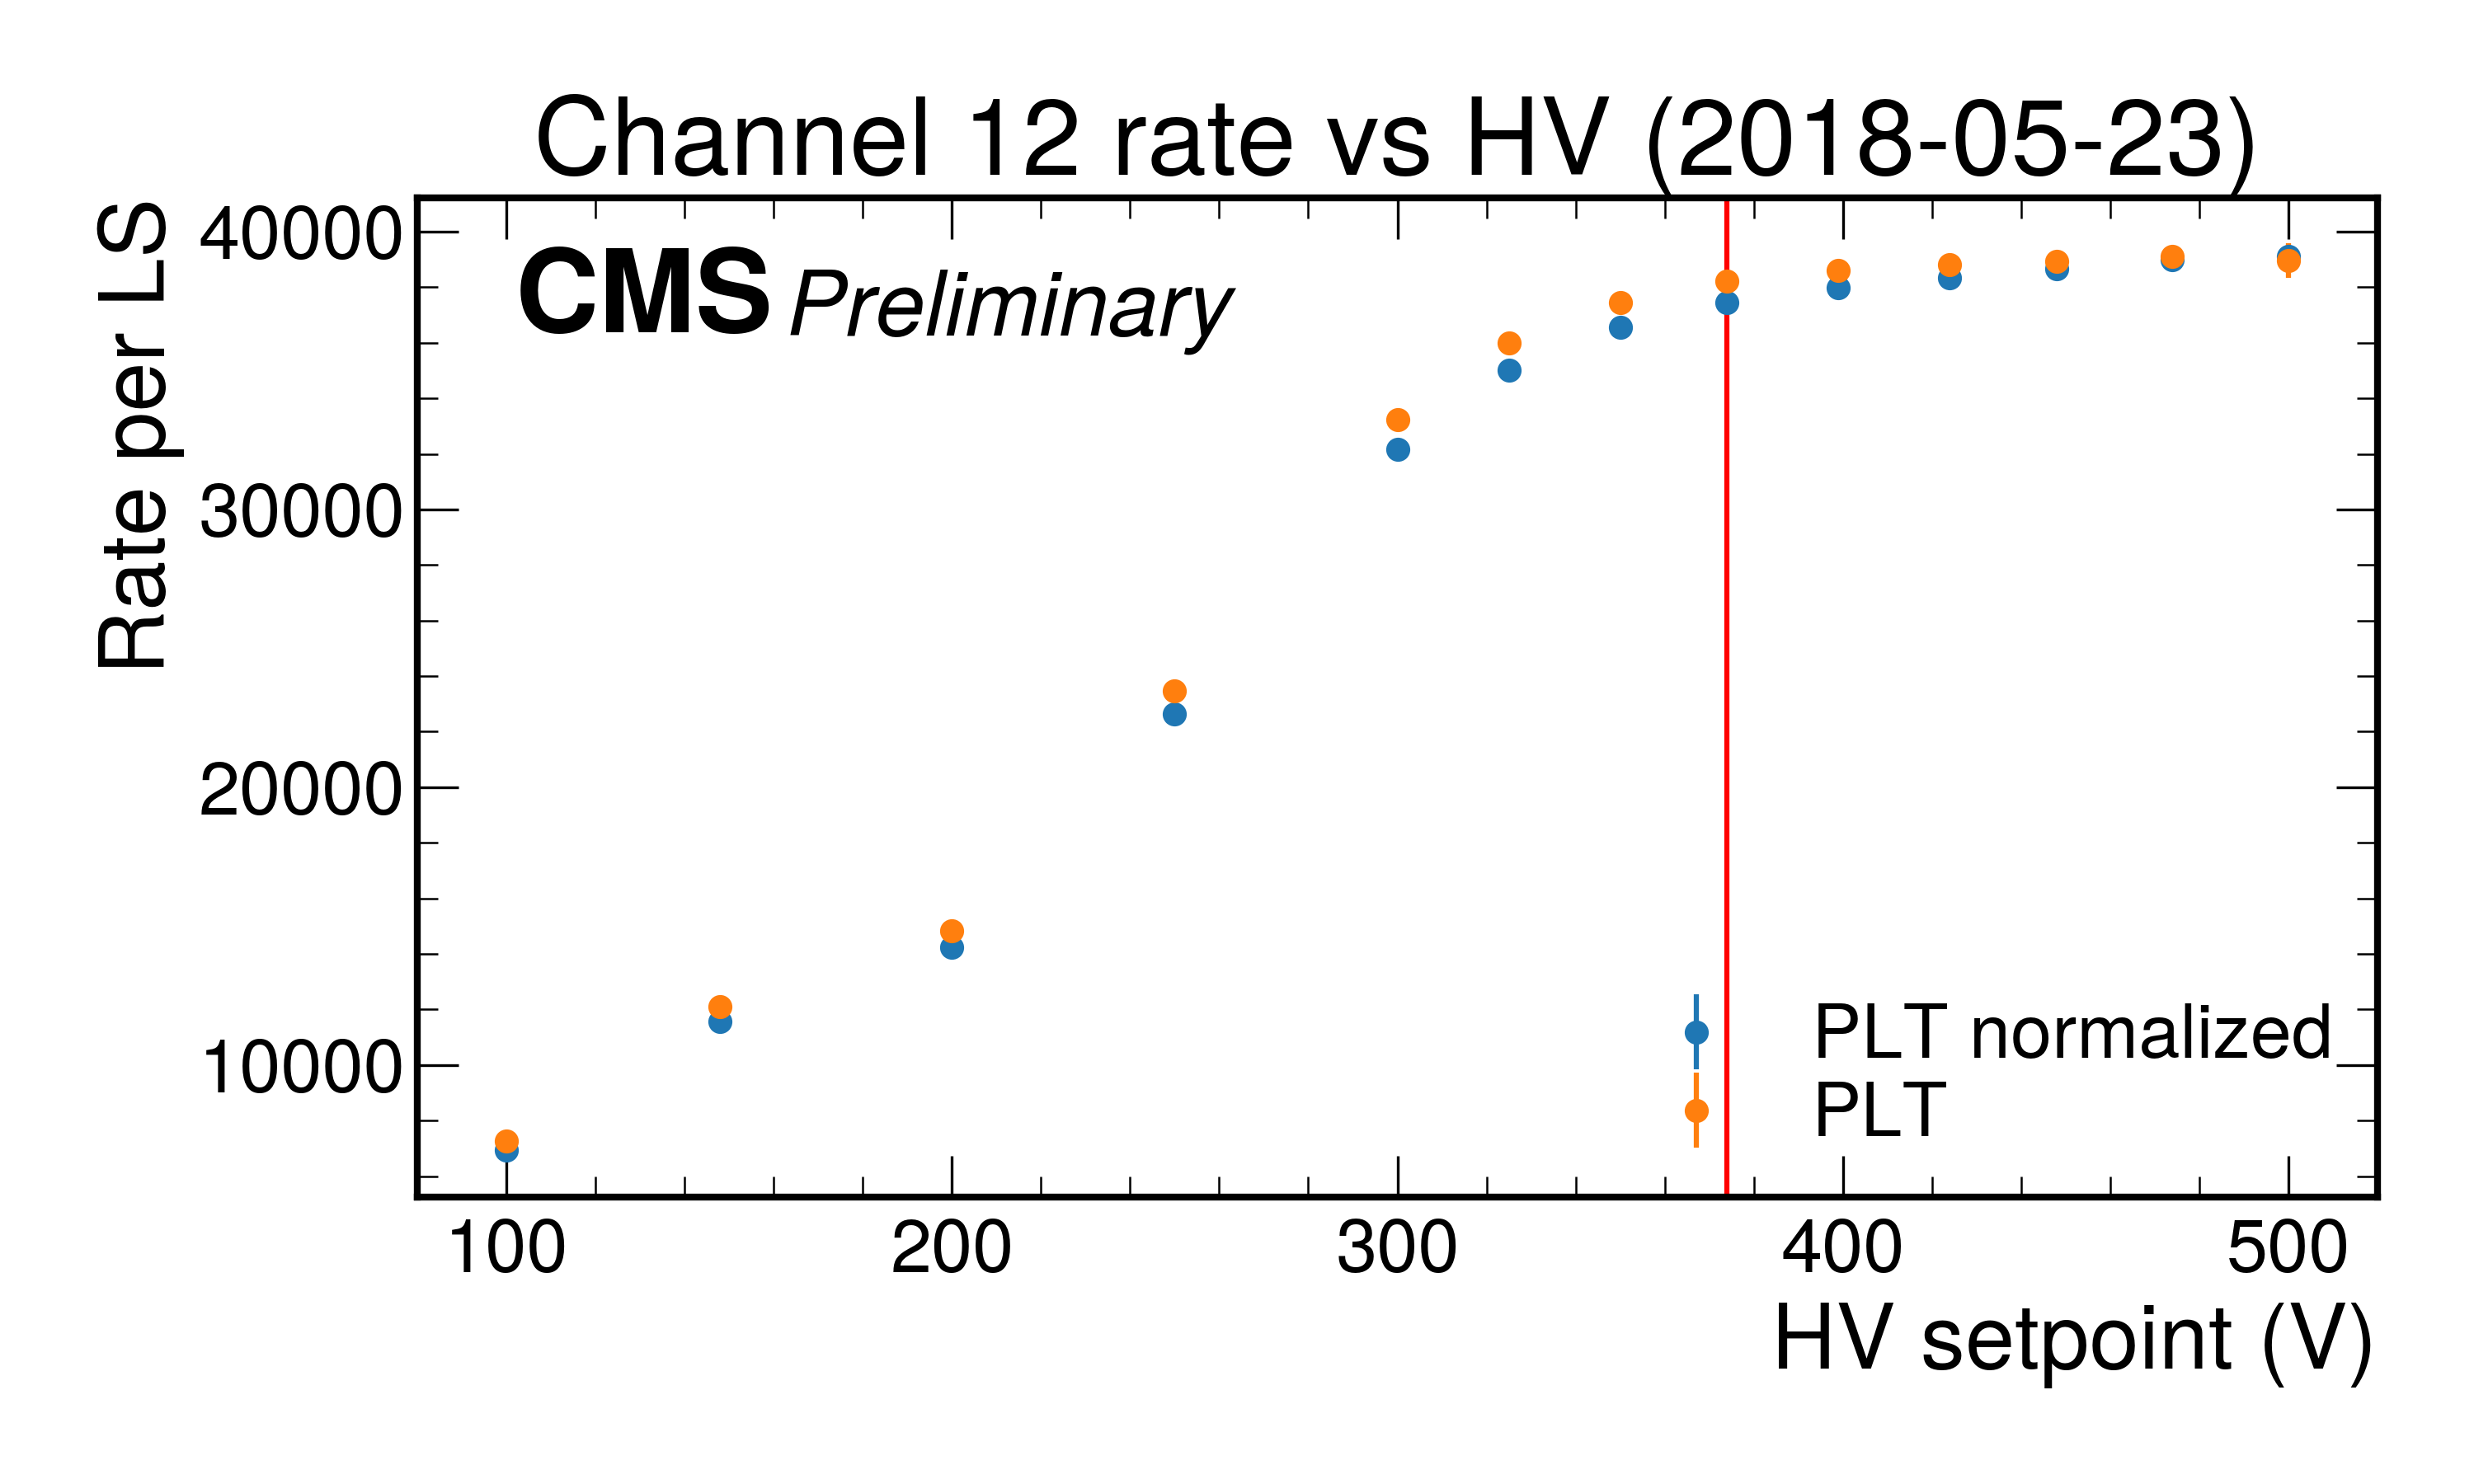 Channel 12 rate vs HV (2018-05-23)
CMS Preliminary
Rate per LS
40000
30000
20000
10000
PLT normalized
PLT
100 200 300 400 500
HV setpoint (V)